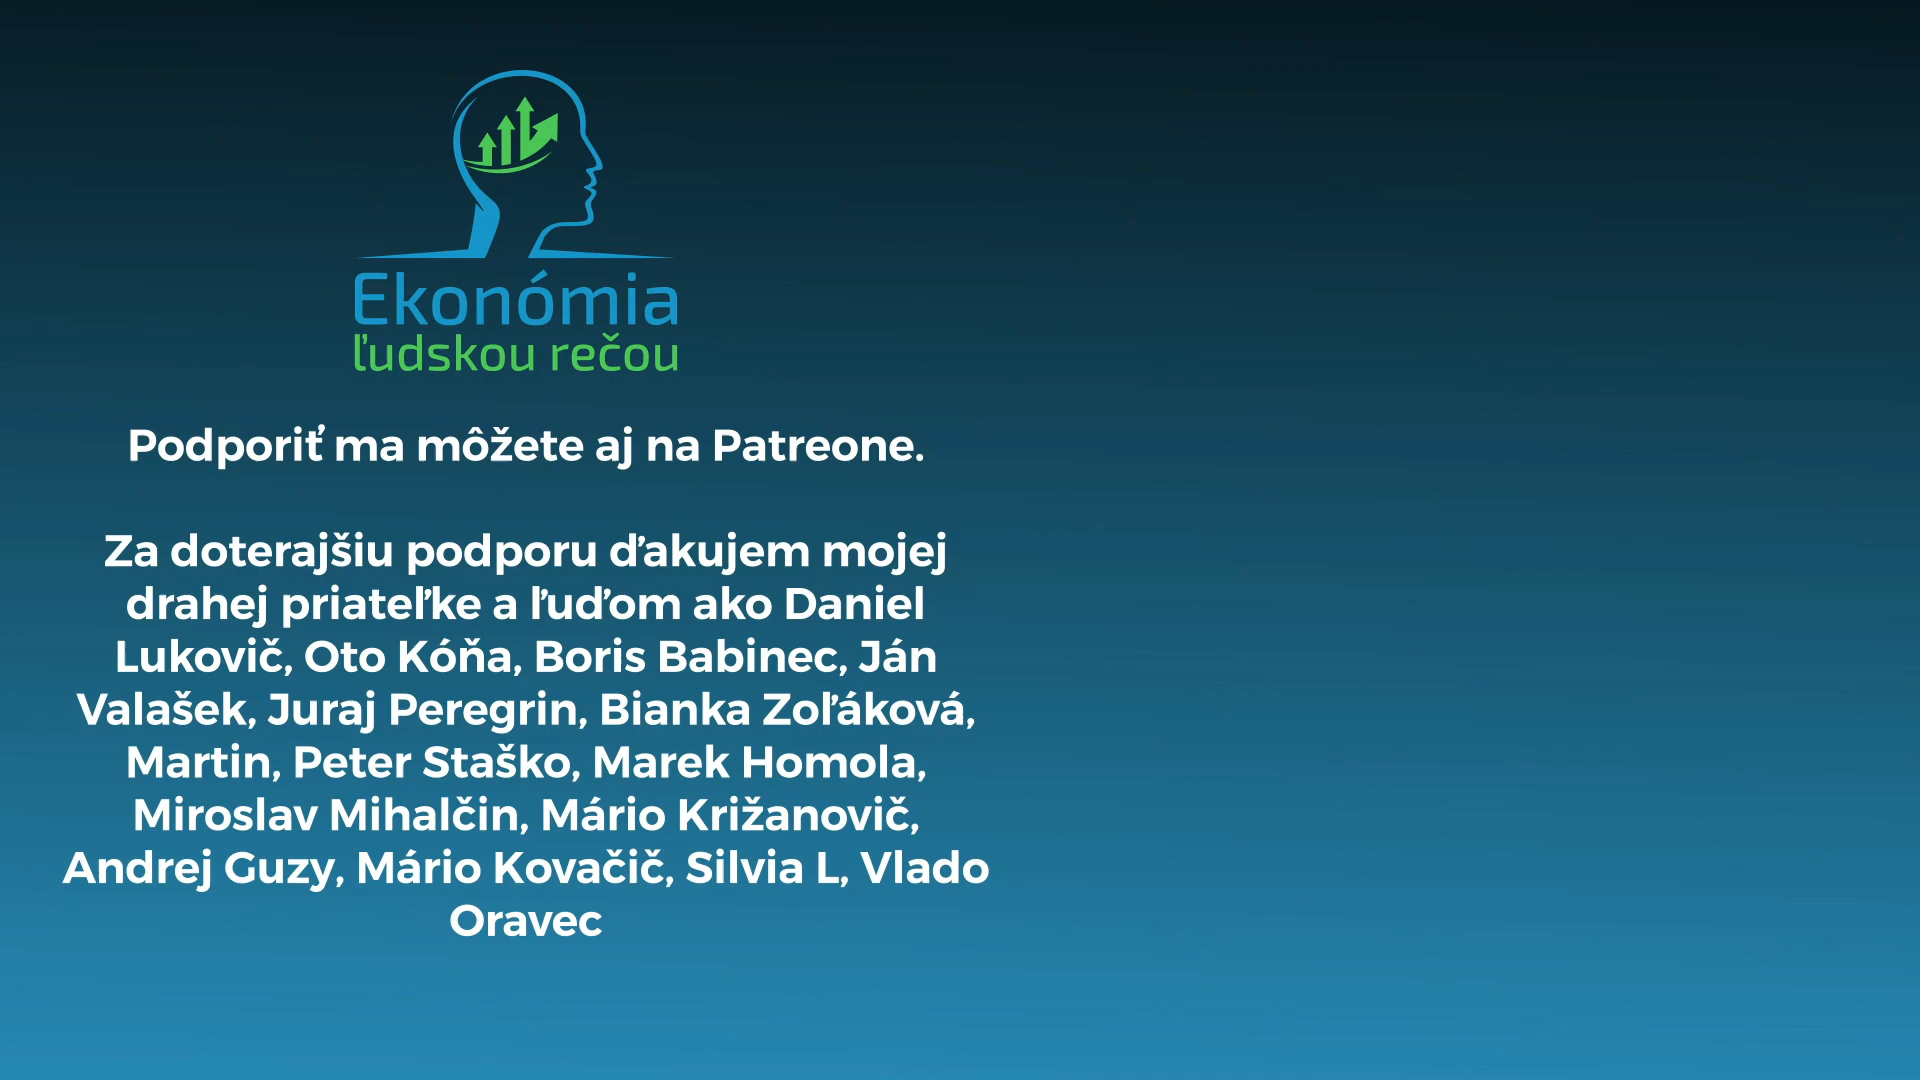 Ekonómia
ľudskou rečou
Podporiť ma môžete aj na Patreone.
Za doterajšiu podporu ďakujem mojej
drahej priateľke a ľuďom ako Daniel
Lukovič, Oto Kóňa, Boris Babinec, Ján
Valašek, Juraj Peregrin, Bianka Zoľáková,
Martin, Peter Staško, Marek Homola,
Miroslav Mihalčin, Mário Križanovič,
Andrej Guzy, Mário Kovačič, Silvia L, Vlado
Oravec